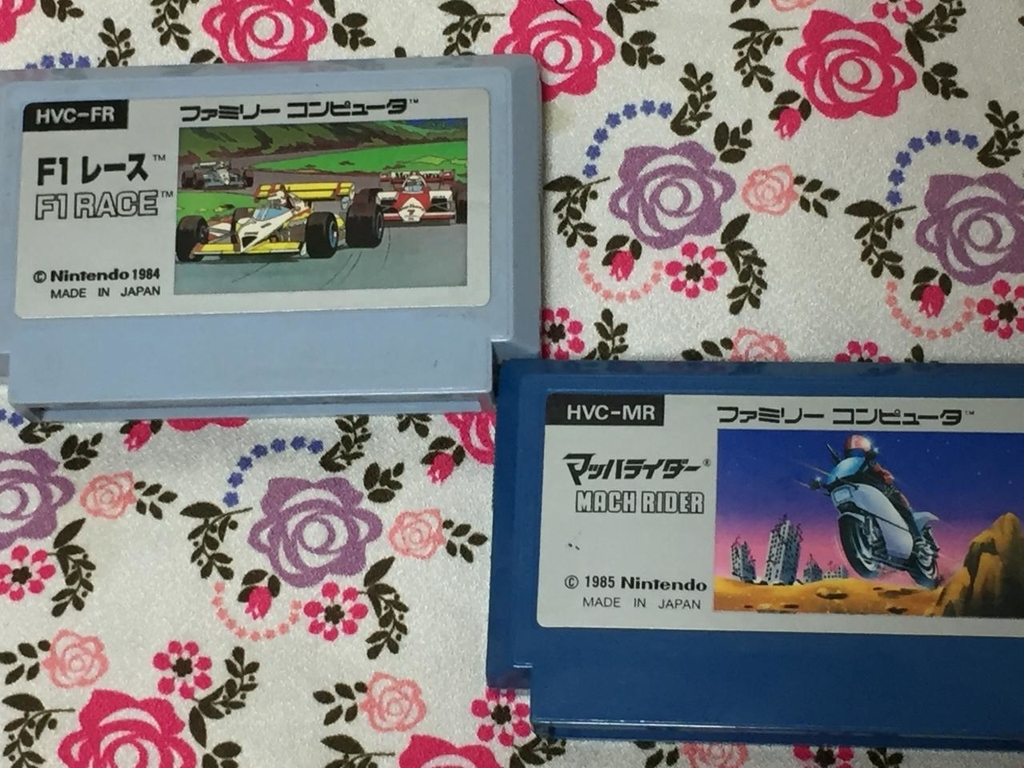 HVC-FR
ファミリー コンピュータ™
F1 レース™
F1 RACE™
© Nintendo 1984
MADE IN JAPAN
HVC-MR
ファミリー コンピュータ™
マッハライダー®
MACH RIDER
© 1985 Nintendo
MADE IN JAPAN